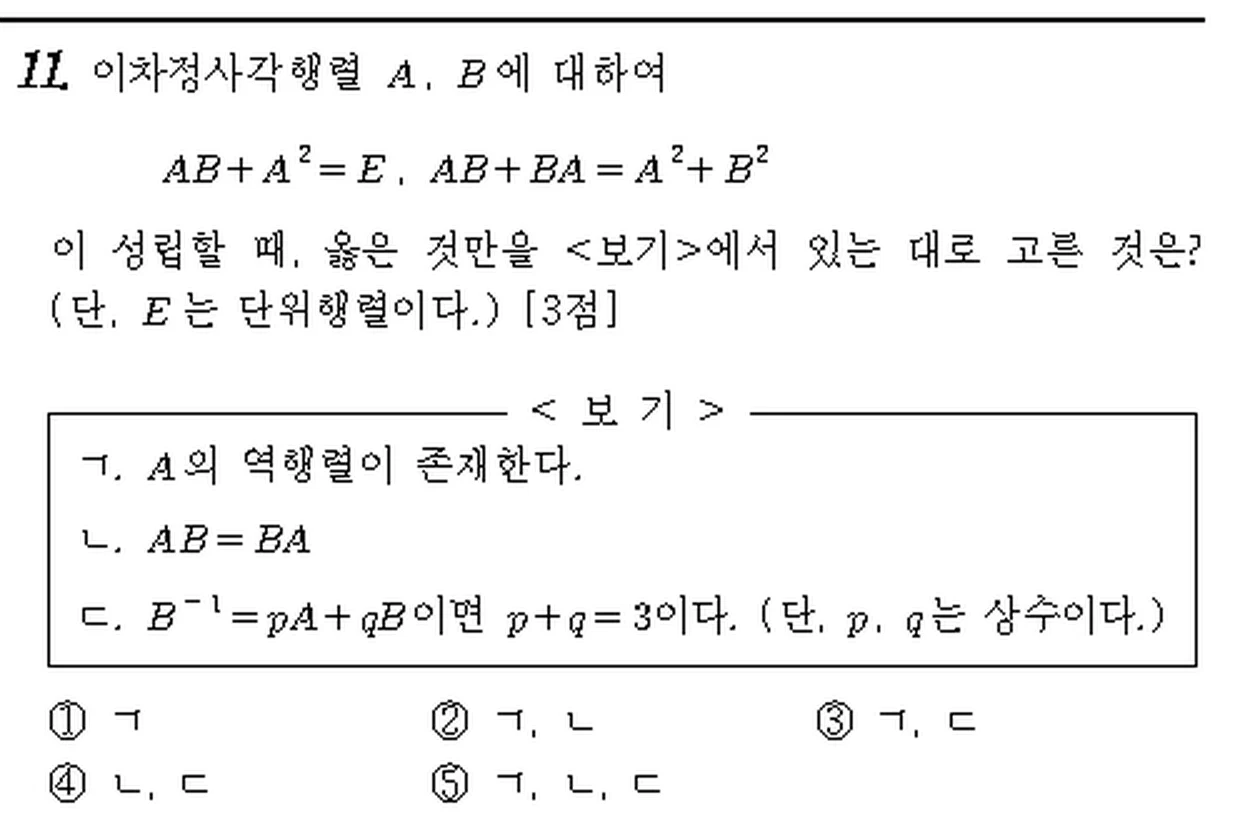 11. 이차정사각행렬 A, B에 대하여
AB+A²=E, AB+BA=A²+B²
이 성립할 때, 옳은 것만을 <보기>에서 있는 대로 고른 것은?
(단, E는 단위행렬이다.) [3점]
< 보 기 >
ㄱ. A의 역행렬이 존재한다.
ㄴ. AB=BA
ㄷ. B⁻¹=pA+qB이면 p+q=3이다. (단, p, q는 상수이다.)
① ㄱ ② ㄱ, ㄴ ③ ㄱ, ㄷ
④ ㄴ, ㄷ ⑤ ㄱ, ㄴ, ㄷ